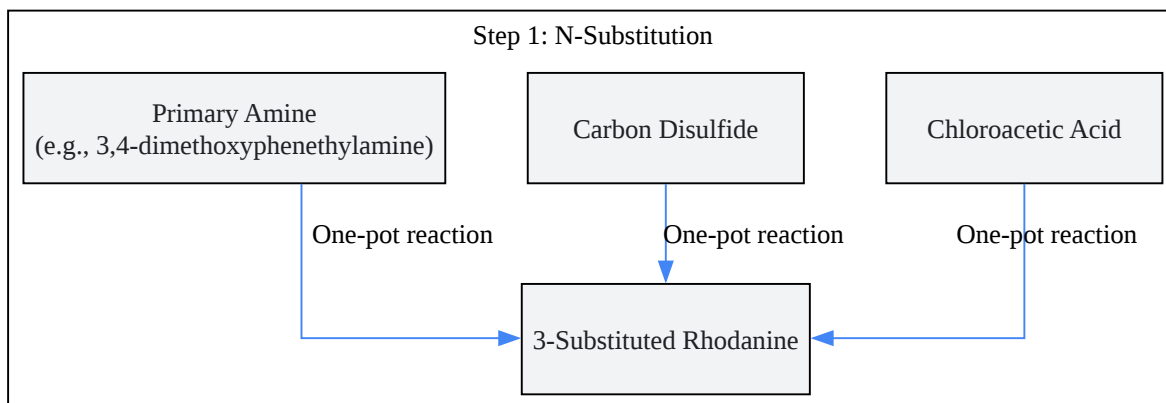 Step 1: N-Substitution
Primary Amine
(e.g., 3,4-dimethoxyphenethylamine)
Carbon Disulfide
Chloroacetic Acid
One-pot reaction
One-pot reaction
One-pot reaction
3-Substituted Rhodanine